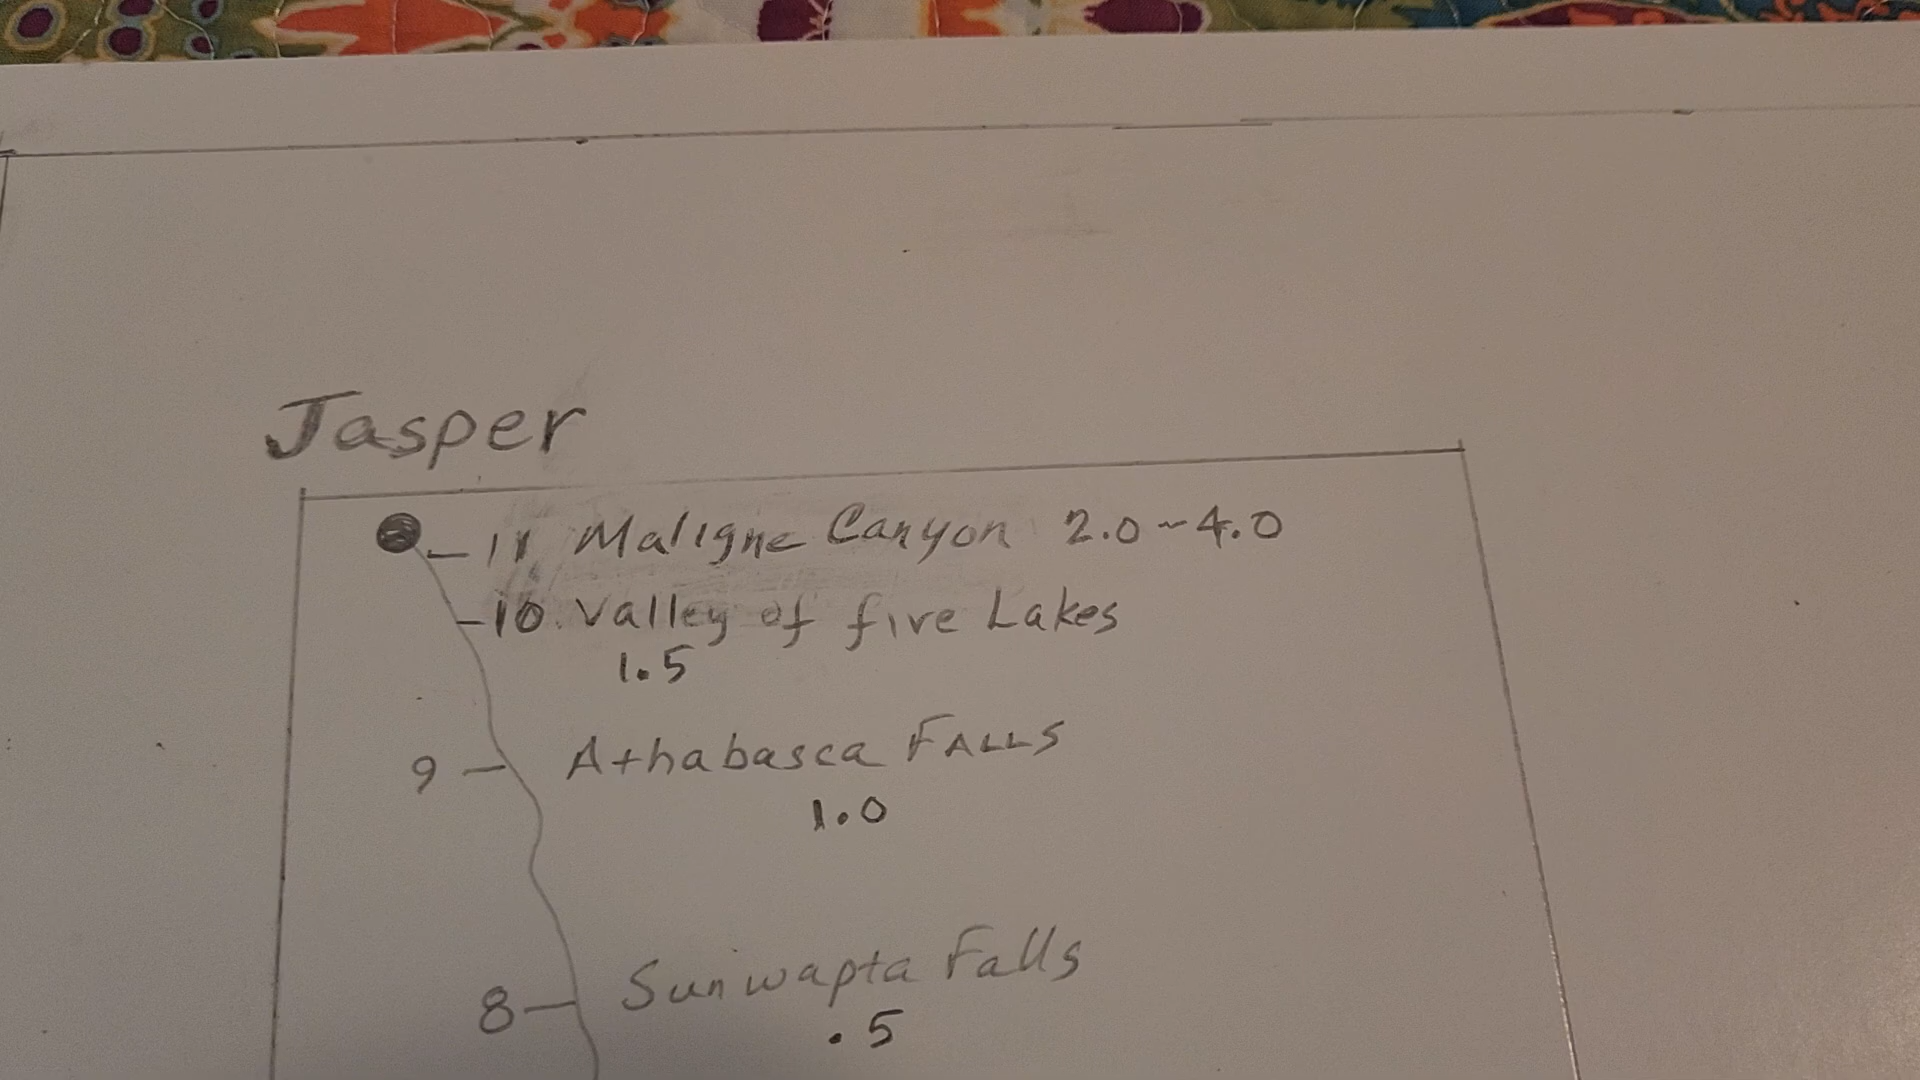 Jasper
- 11 Maligne Canyon 2.0 ~ 4.0
- 10. Valley of five Lakes
1.5
9 - Athabasca FALLS
1.0
8 - Sunwapta Falls
.5